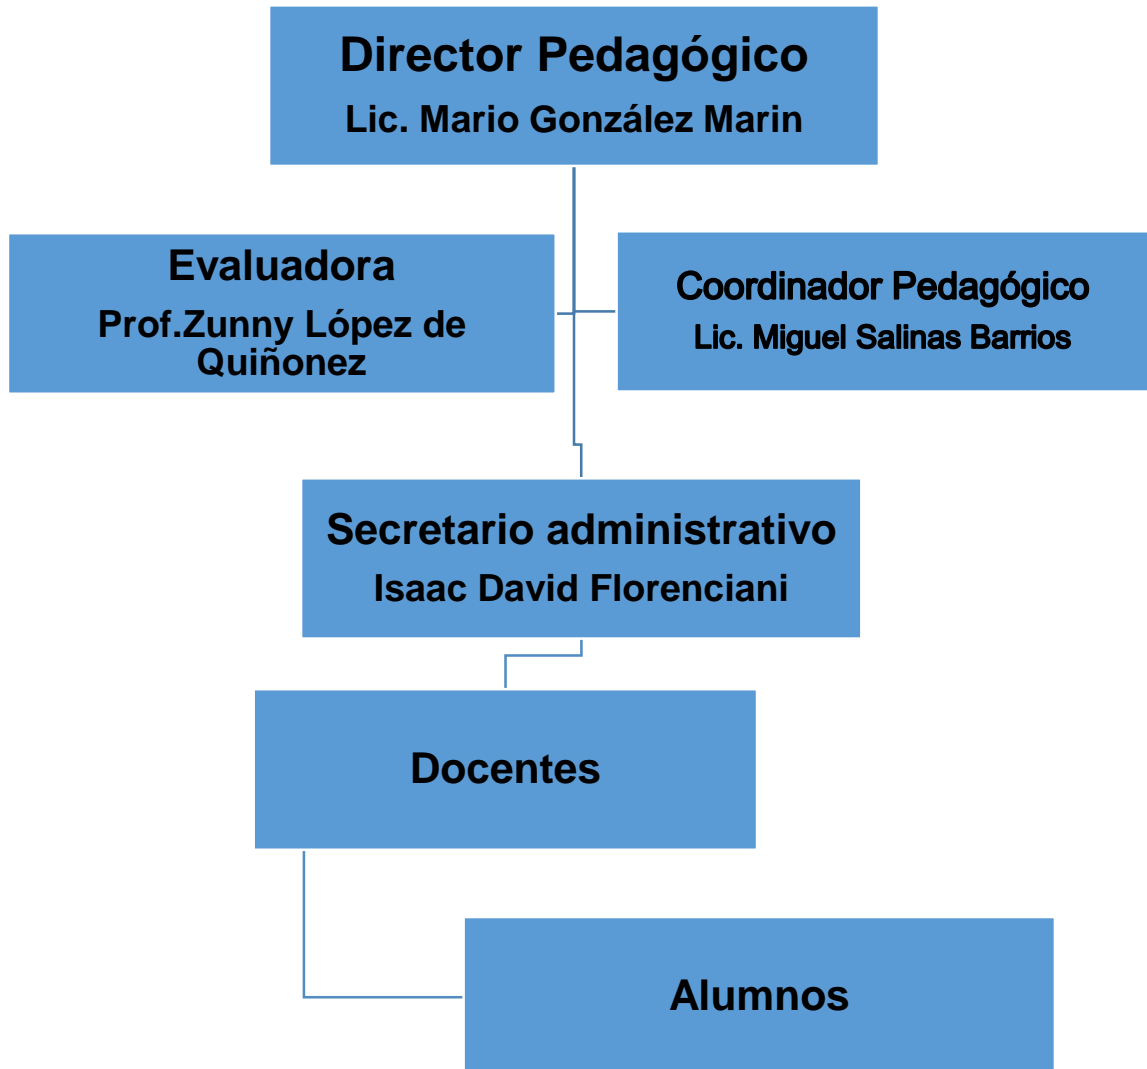 Director Pedagógico
Lic. Mario González Marin
Evaluadora
Prof.Zunny López de
Quiñonez
Coordinador Pedagógico
Lic. Miguel Salinas Barrios
Secretario administrativo
Isaac David Florenciani
Docentes
Alumnos